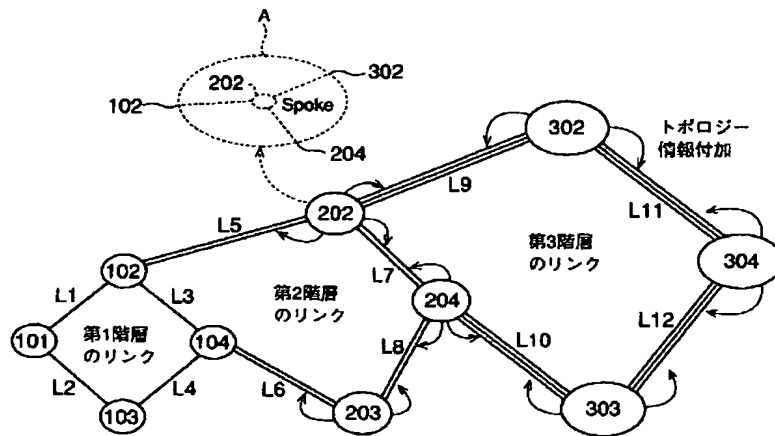 A
202
302
102
Spoke
204
302
トポロジー
情報付加
L9
202
L11
L5
第3階層
のリンク
102
L7
304
L1
L3
第2階層
のリンク
204
101
第1階層
のリンク
104
L8
L10
L12
L2
L4
L6
103
203
303